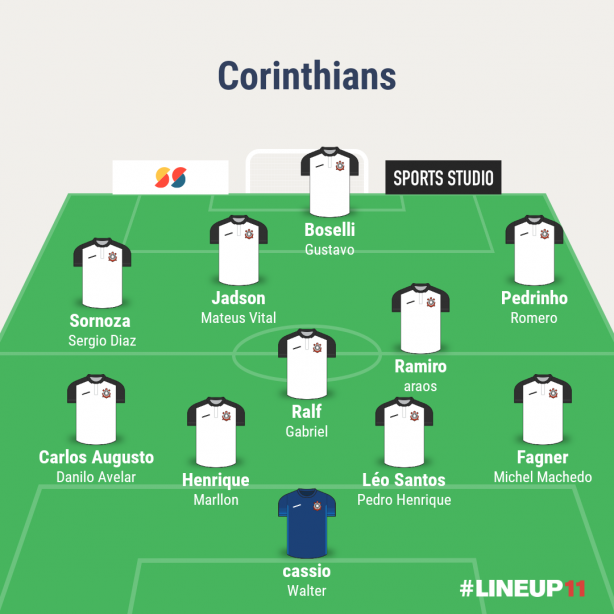 Corinthians
SPORTS STUDIO
Boselli
Gustavo
Jadson
Mateus Vital
Pedrinho
Romero
Sornoza
Sergio Diaz
Ramiro
araos
Ralf
Gabriel
Carlos Augusto
Danilo Avelar
Fagner
Michel Machedo
Henrique
Marllon
Léo Santos
Pedro Henrique
cassio
Walter
#LINEUP11